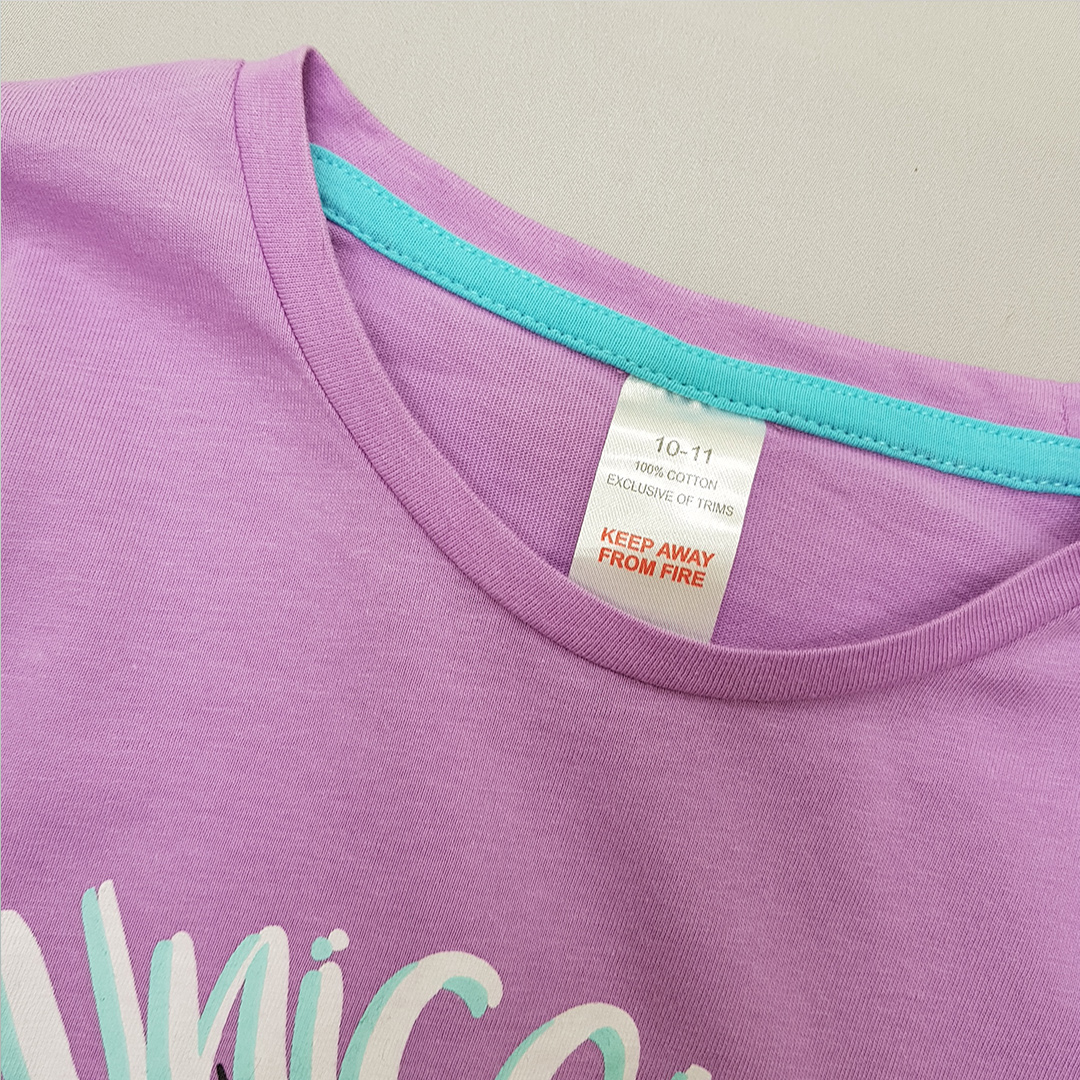 10-11
100% COTTON
EXCLUSIVE OF TRIMS
KEEP AWAY
FROM FIRE